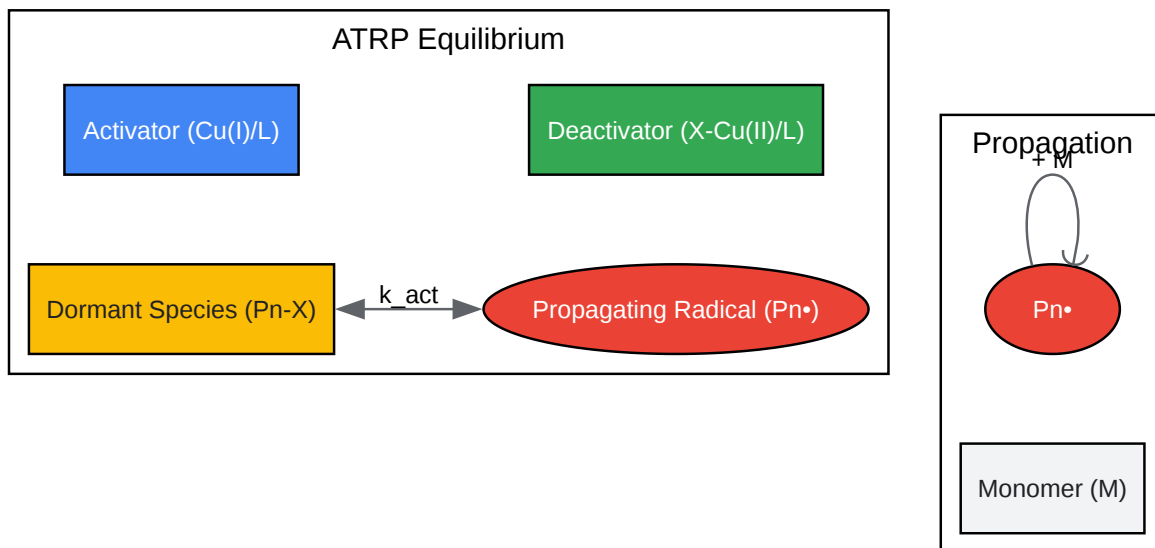 ATRP Equilibrium
Activator (Cu(I)/L)
Deactivator (X-Cu(II)/L)
Dormant Species (Pn-X)
k_act
Propagating Radical (Pn•)
Propagation
+ M
Pn•
Monomer (M)